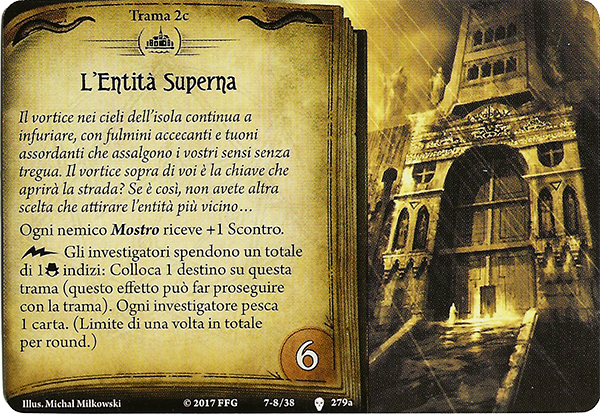 Trama 2c
L'Entità Superna
Il vortice nei cieli dell'isola continua a
infuriare, con fulmini accecanti e tuoni
assordanti che assalgono i vostri sensi senza
tregua. Il vortice sopra di voi è la chiave che
aprirà la strada? Se è così, non avete altra
scelta che attirare l'entità più vicino…
Ogni nemico Mostro riceve +1 Scontro.
Gli investigatori spendono un totale
di 1 indizi: Colloca 1 destino su questa
trama (questo effetto può far proseguire
con la trama). Ogni investigatore pesca
1 carta. (Limite di una volta in totale
per round.)
6
Illus. Michał Miłkowski © 2017 FFG 7-8/38 279a